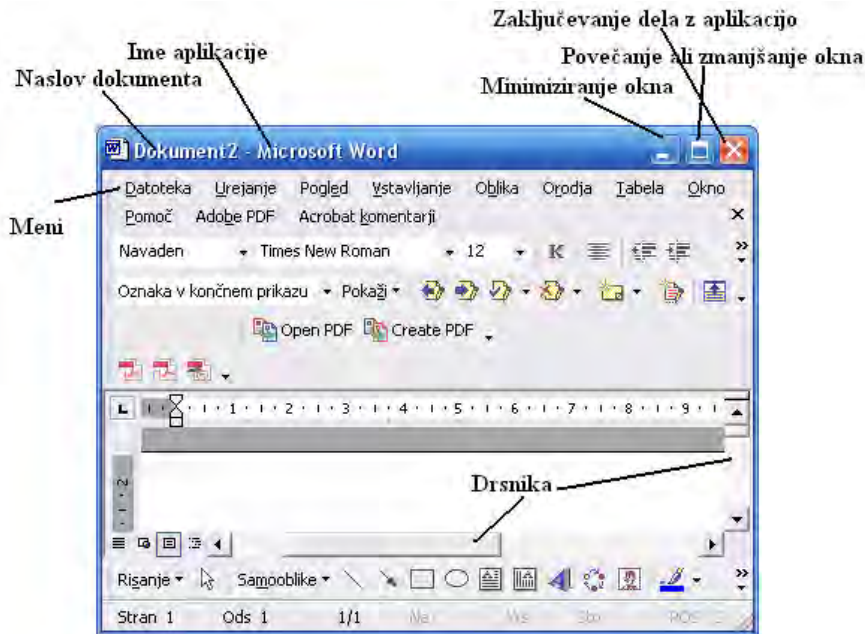 Zaključevanje dela z aplikacijo
Ime aplikacije
Povečanje ali zmanjšanje okna
Naslov dokumenta
Minimiziranje okna
Dokument2 - Microsoft Word
Datoteka Urejanje Pogled Vstavljanje Oblika Orodja Tabela Okno
Meni
Pomoč Adobe PDF Acrobat komentarji
Navaden Times New Roman 12 K
Oznaka v končnem prikazu Pokaži
Open PDF Create PDF
L 1 2 3 4 5 6 7 8 9
2
Drsnika
Risanje Samooblike
Stran 1 Ods 1 1/1